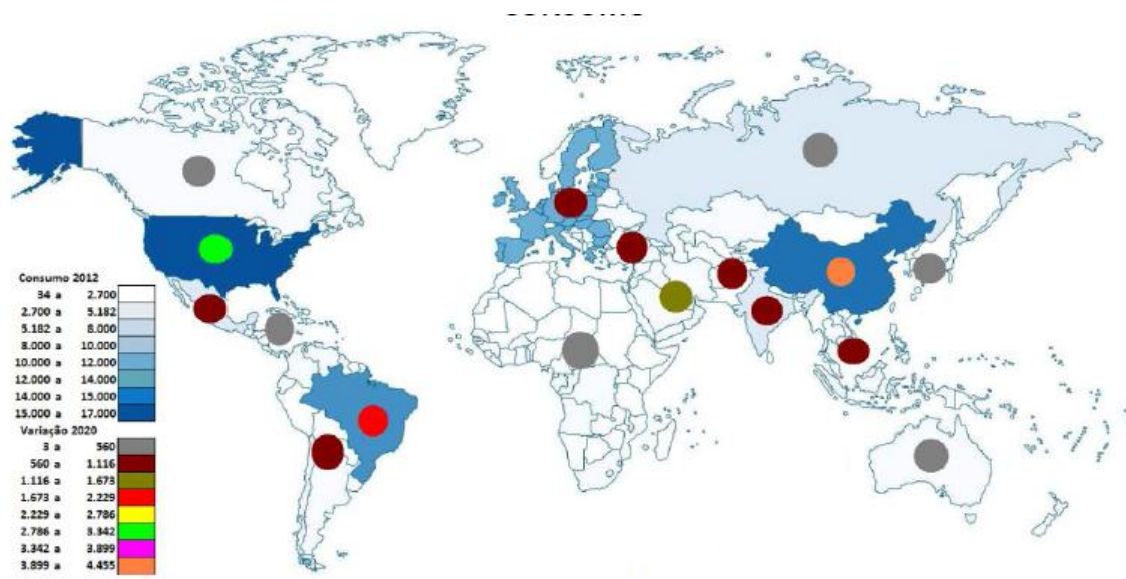 Consumo 2012
34 a 2.700
2.700 a 5.182
5.182 a 8.000
8.000 a 10.000
10.000 a 12.000
12.000 a 14.000
14.000 a 15.000
15.000 a 17.000
Variação 2020
3 a 560
560 a 1.116
1.116 a 1.673
1.673 a 2.229
2.229 a 2.786
2.786 a 3.342
3.342 a 3.899
3.899 a 4.455